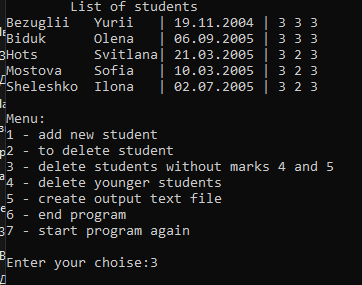 List of students
Bezuglii Yurii | 19.11.2004 | 3 3 3
Biduk Olena | 06.09.2005 | 3 3 3
Hots Svitlana| 21.03.2005 | 3 2 3
Mostova Sofia | 10.03.2005 | 3 2 3
Sheleshko Ilona | 02.07.2005 | 3 2 3
Menu:
1 - add new student
2 - to delete student
3 - delete students without marks 4 and 5
4 - delete younger students
5 - create output text file
6 - end program
7 - start program again
Enter your choise:3